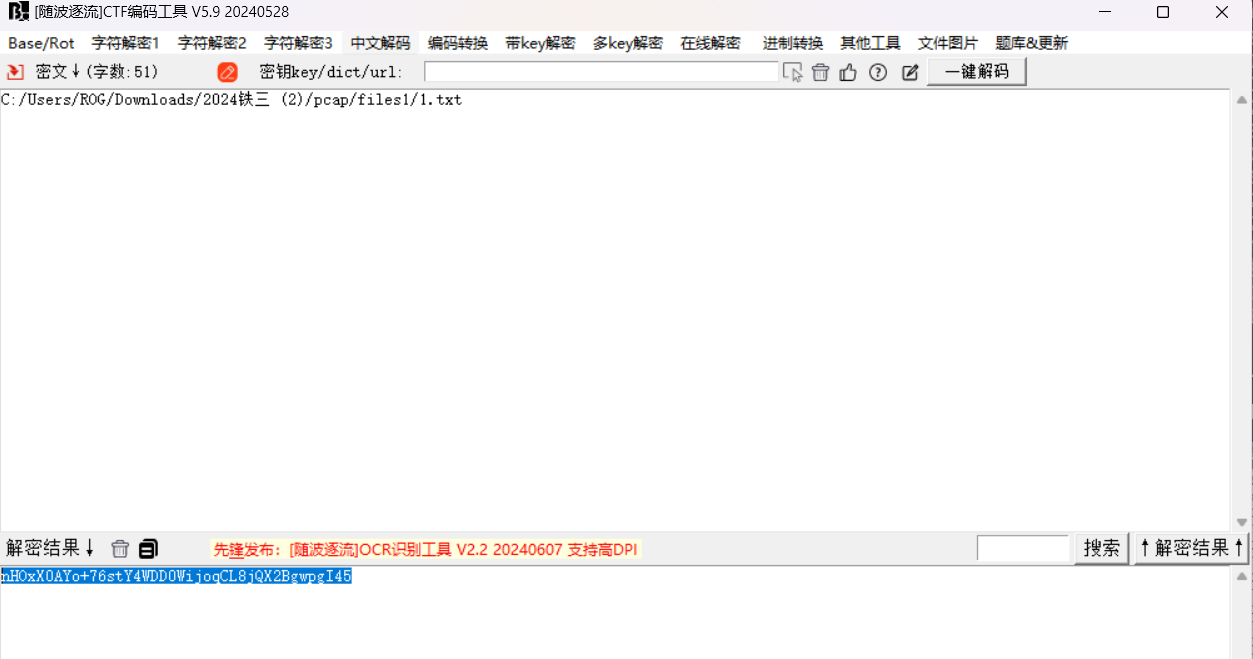 [随波逐流]CTF编码工具 V5.9 20240528
Base/Rot 字符解密1 字符解密2 字符解密3 中文解码 编码转换 带key解密 多key解密 在线解密 进制转换 其他工具 文件图片 题库&更新
密文↓(字数:51) 密钥key/dict/url: 一键解码
C:/Users/ROG/Downloads/2024铁三 (2)/pcap/files1/1.txt
解密结果↓ 先锋发布：[随波逐流]OCR识别工具 V2.2 20240607 支持高DPI 搜索 ↑解密结果↑
nHOxX0AYo+76stY4WDD0WijoqCL8jQX2BgwpgI45